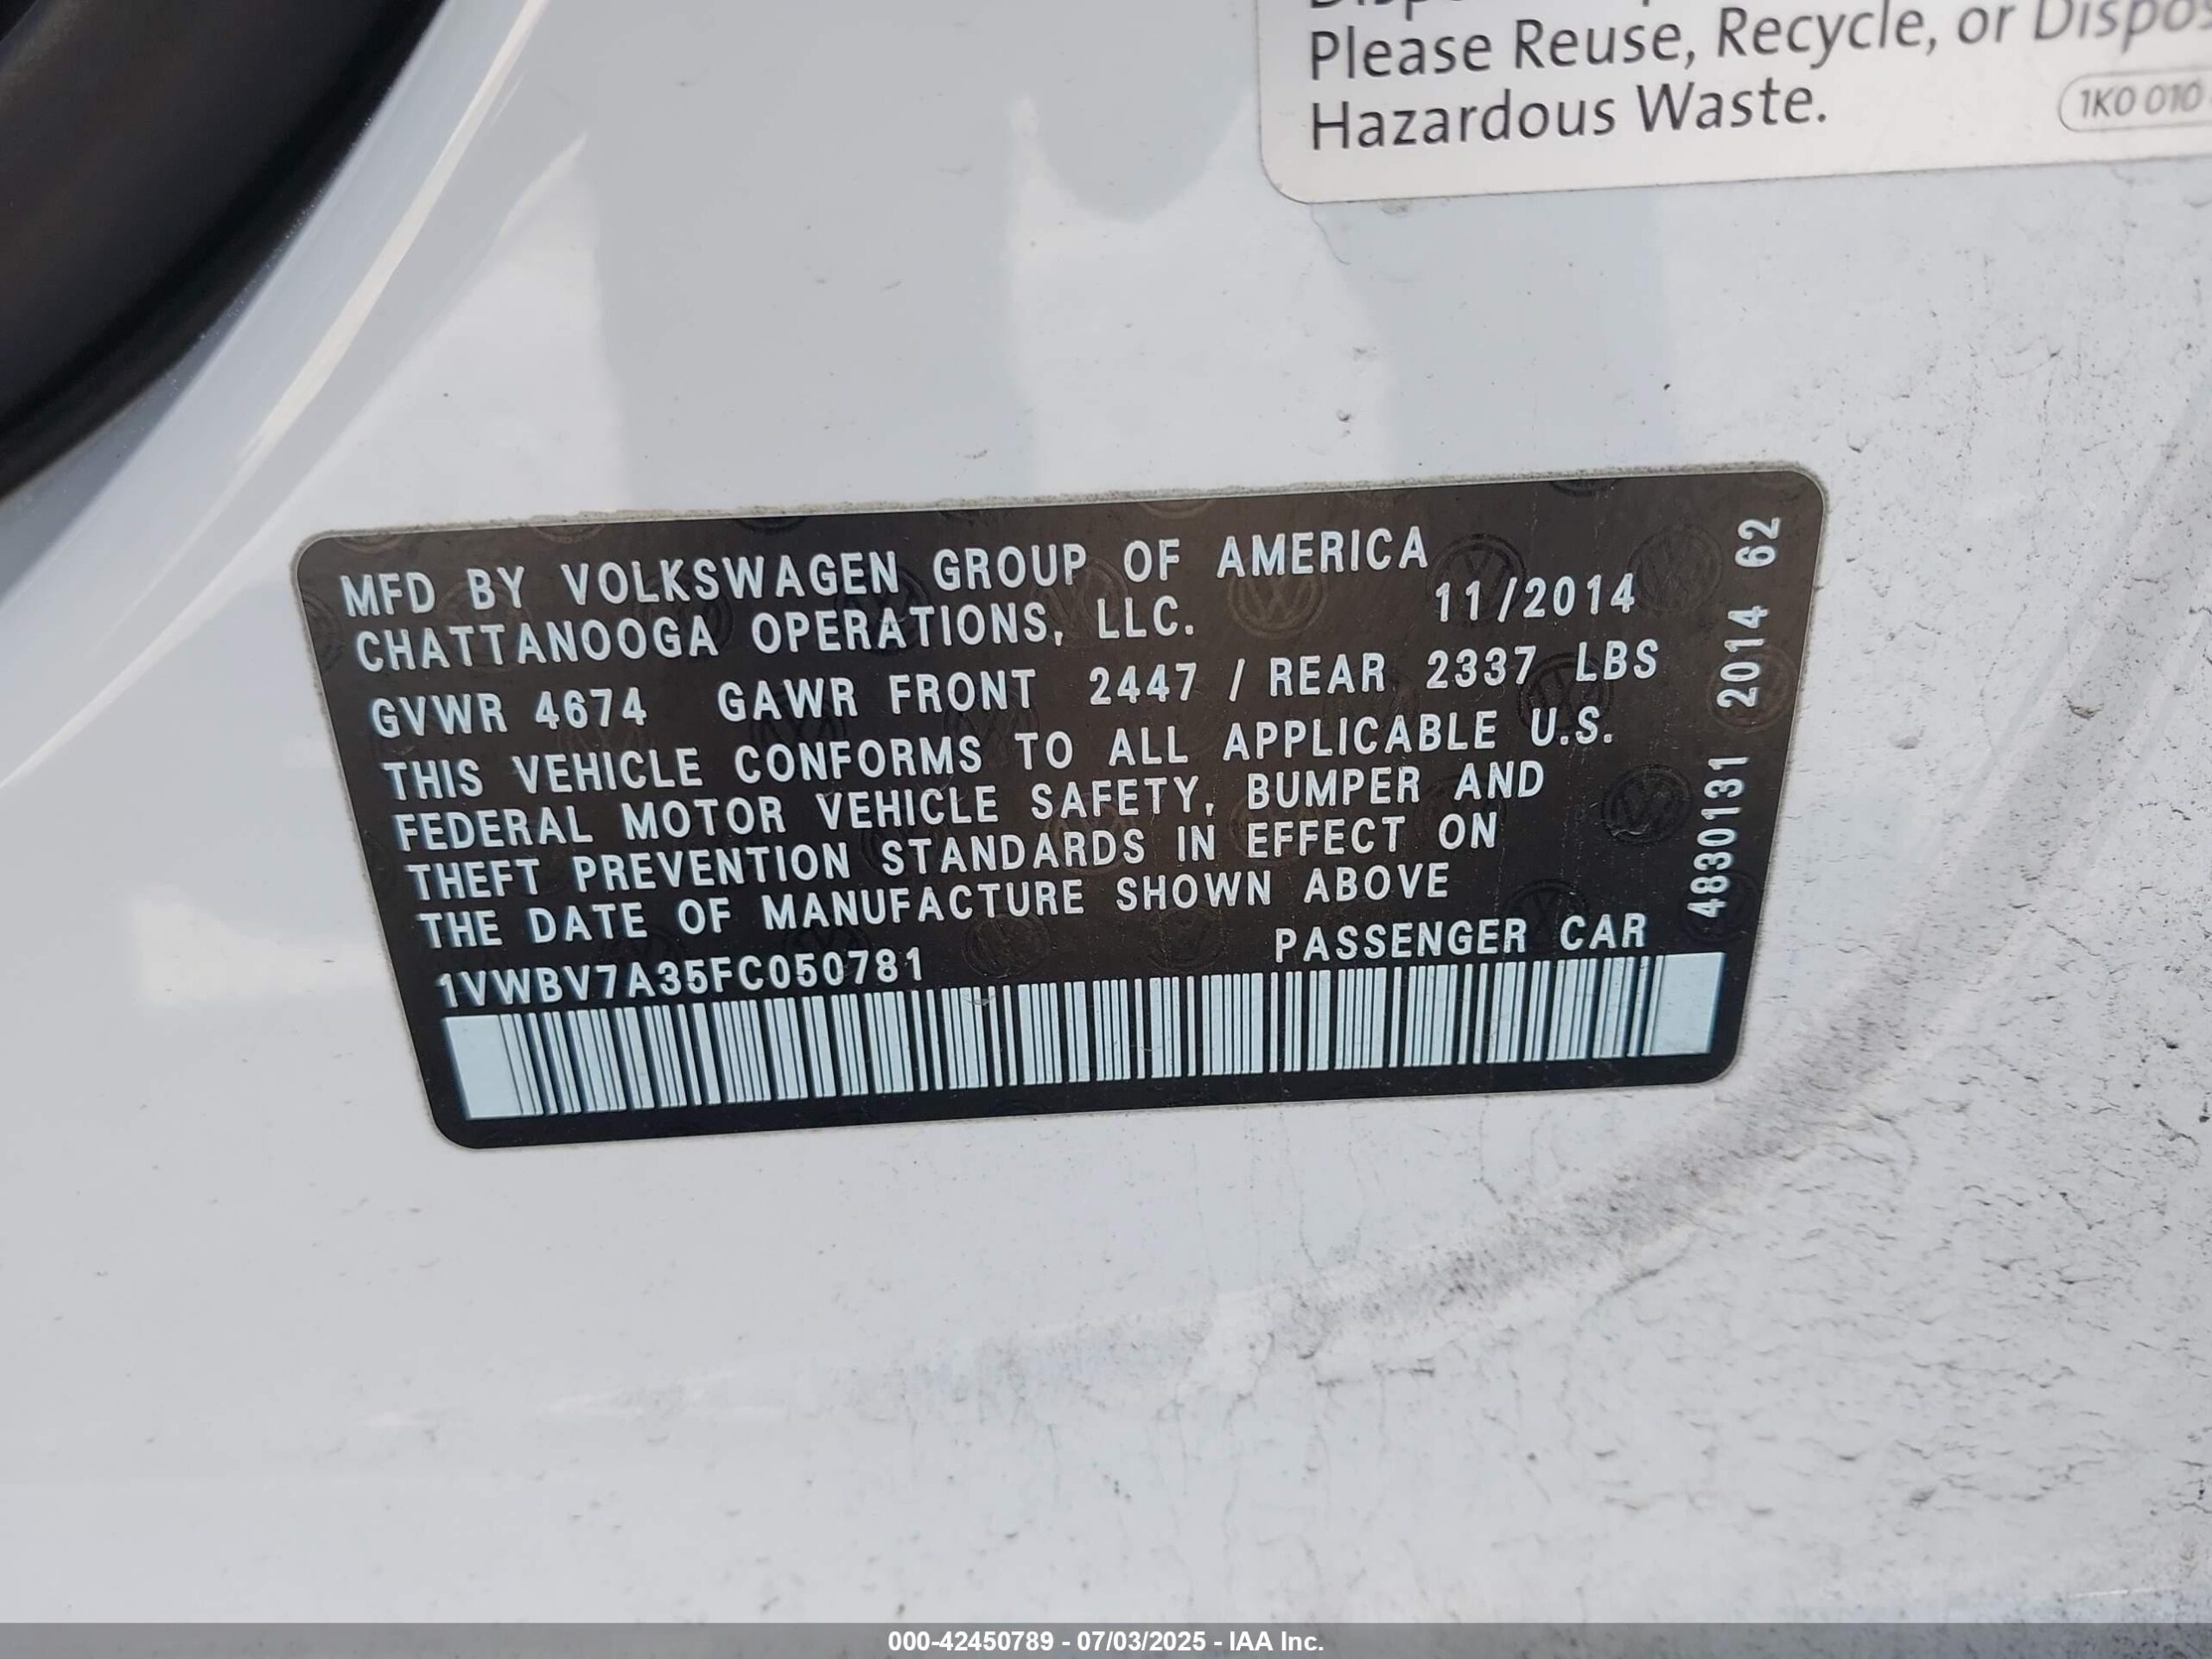 Please Reuse, Recycle, or
Hazardous Waste.
1K0 010
MFD BY VOLKSWAGEN GROUP OF AMERICA
CHATTANOOGA OPERATIONS, LLC. 11/2014
GVWR 4674 GAWR FRONT 2447 / REAR 2337 LBS
THIS VEHICLE CONFORMS TO ALL APPLICABLE U.S.
FEDERAL MOTOR VEHICLE SAFETY, BUMPER AND
THEFT PREVENTION STANDARDS IN EFFECT ON
THE DATE OF MANUFACTURE SHOWN ABOVE
1VWBV7A35FC050781 PASSENGER CAR
4830131 2014 62
000-42450789 - 07/03/2025 - IAA Inc.